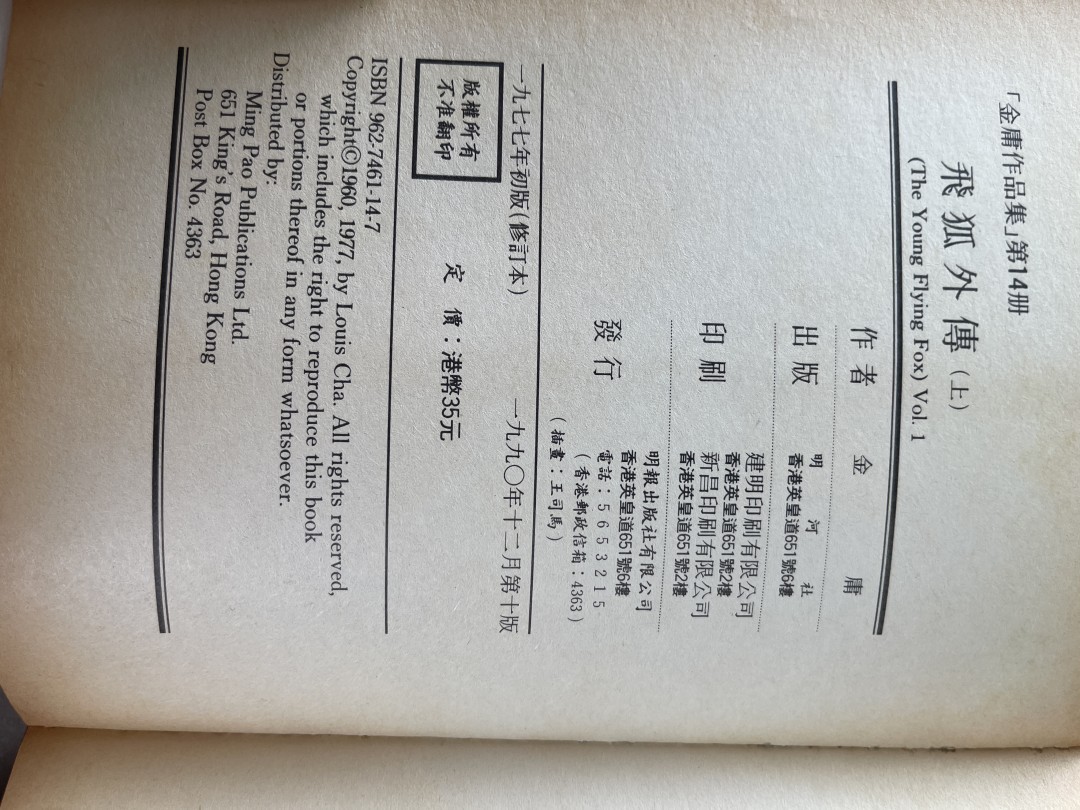 「金庸作品集」第14册
飛狐外傳（上）
(The Young Flying Fox) Vol. 1
作者 金庸
出版 明河社
香港英皇道651號6樓
印刷 建明印刷有限公司
香港英皇道651號2樓
新昌印刷有限公司
香港英皇道651號2樓
發行 明報出版社有限公司
香港英皇道651號6樓
電話：5653215
（香港郵政信箱：4363）
（插畫：王司馬）
一九七七年初版(修訂本) 一九九〇年十二月第十版
版權所有
不准翻印
定價：港幣35元
ISBN 962-7461-14-7
Copyright©1960, 1977, by Louis Cha. All rights reserved,
which includes the right to reproduce this book
or portions thereof in any form whatsoever.
Distributed by:
Ming Pao Publications Ltd.
651 King's Road, Hong Kong
Post Box No. 4363